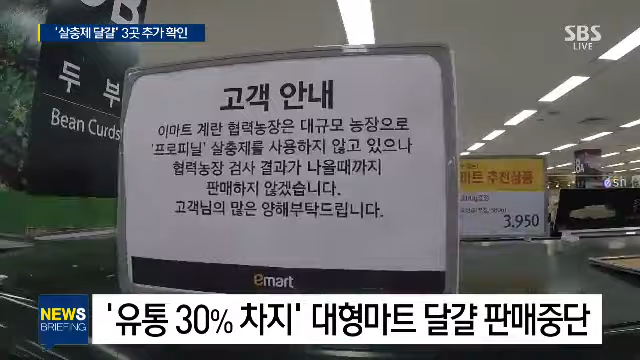 '살충제 달걀' 3곳 추가 확인
SBS
LIVE
두부
Bean Curds
고객 안내
이마트 계란 협력농장은 대규모 농장으로
'프로피닐' 살충제를 사용하지 않고 있으나
협력농장 검사 결과가 나올때까지
판매하지 않겠습니다.
고객님의 많은 양해부탁드립니다.
emart
마트 추천상품
3,950
NEWS
BRIEFING
'유통 30% 차지' 대형마트 달걀 판매중단